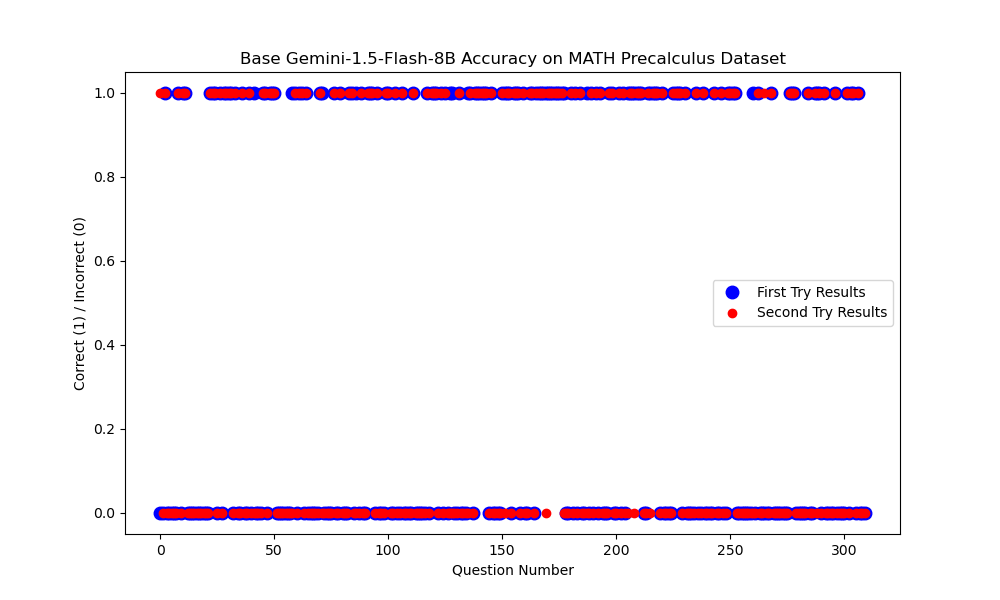 Base Gemini-1.5-Flash-8B Accuracy on MATH Precalculus Dataset
1.0
0.8
0.6
0.4
0.2
0.0
Correct (1) / Incorrect (0)
First Try Results
Second Try Results
0 50 100 150 200 250 300
Question Number